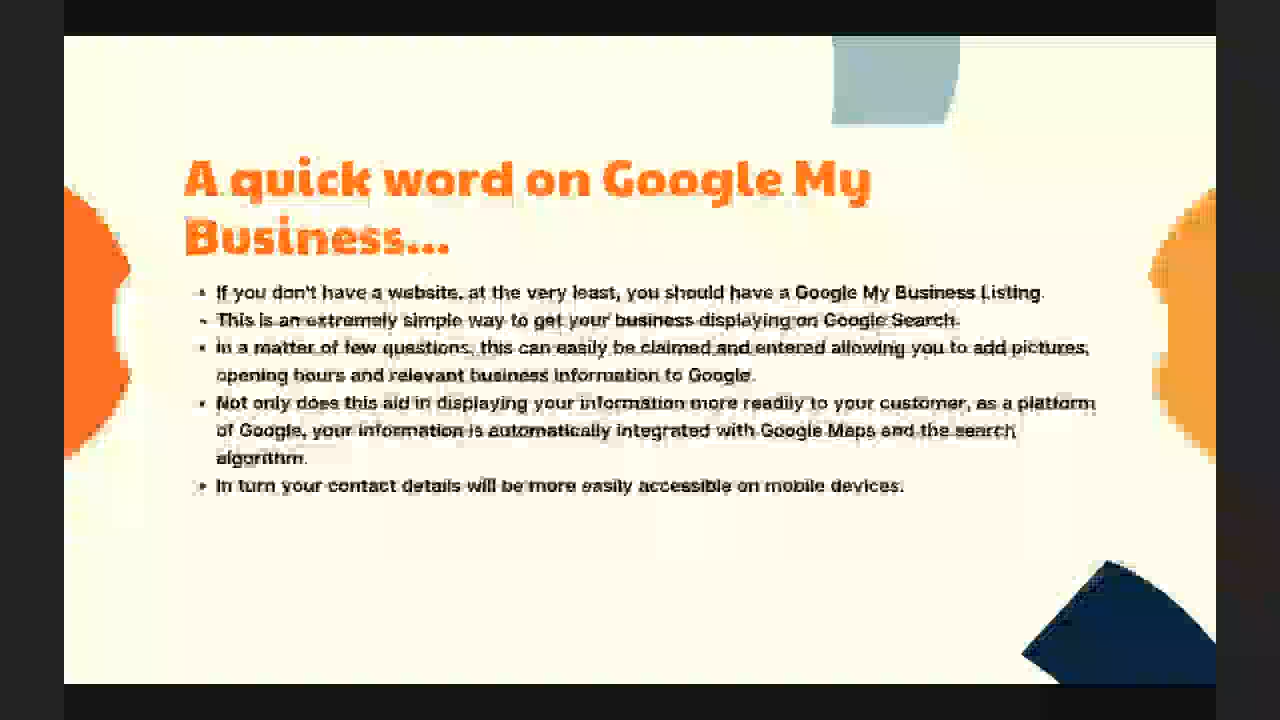 A quick word on Google My
Business...
• If you don't have a website, at the very least, you should have a Google My Business Listing.
• This is an extremely simple way to get your business displaying on Google Search.
• In a matter of few questions, this can easily be claimed and entered allowing you to add pictures,
opening hours and relevant business information to Google.
• Not only does this aid in displaying your information more readily to your customer, as a platform
of Google, your information is automatically integrated with Google Maps and the search
algorithm.
• In turn your contact details will be more easily accessible on mobile devices.